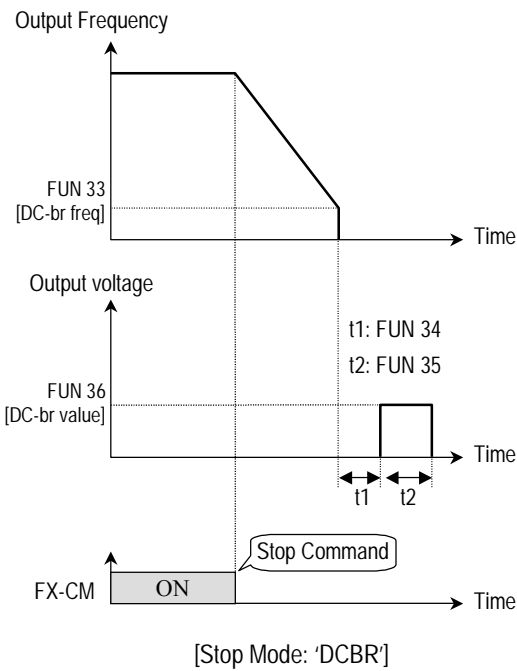 Output Frequency
FUN 33
[DC-br freq]
Time
Output voltage
t1: FUN 34
t2: FUN 35
FUN 36
[DC-br value]
Time
t1 t2
Stop Command
FX-CM ON
Time
[Stop Mode: 'DCBR']